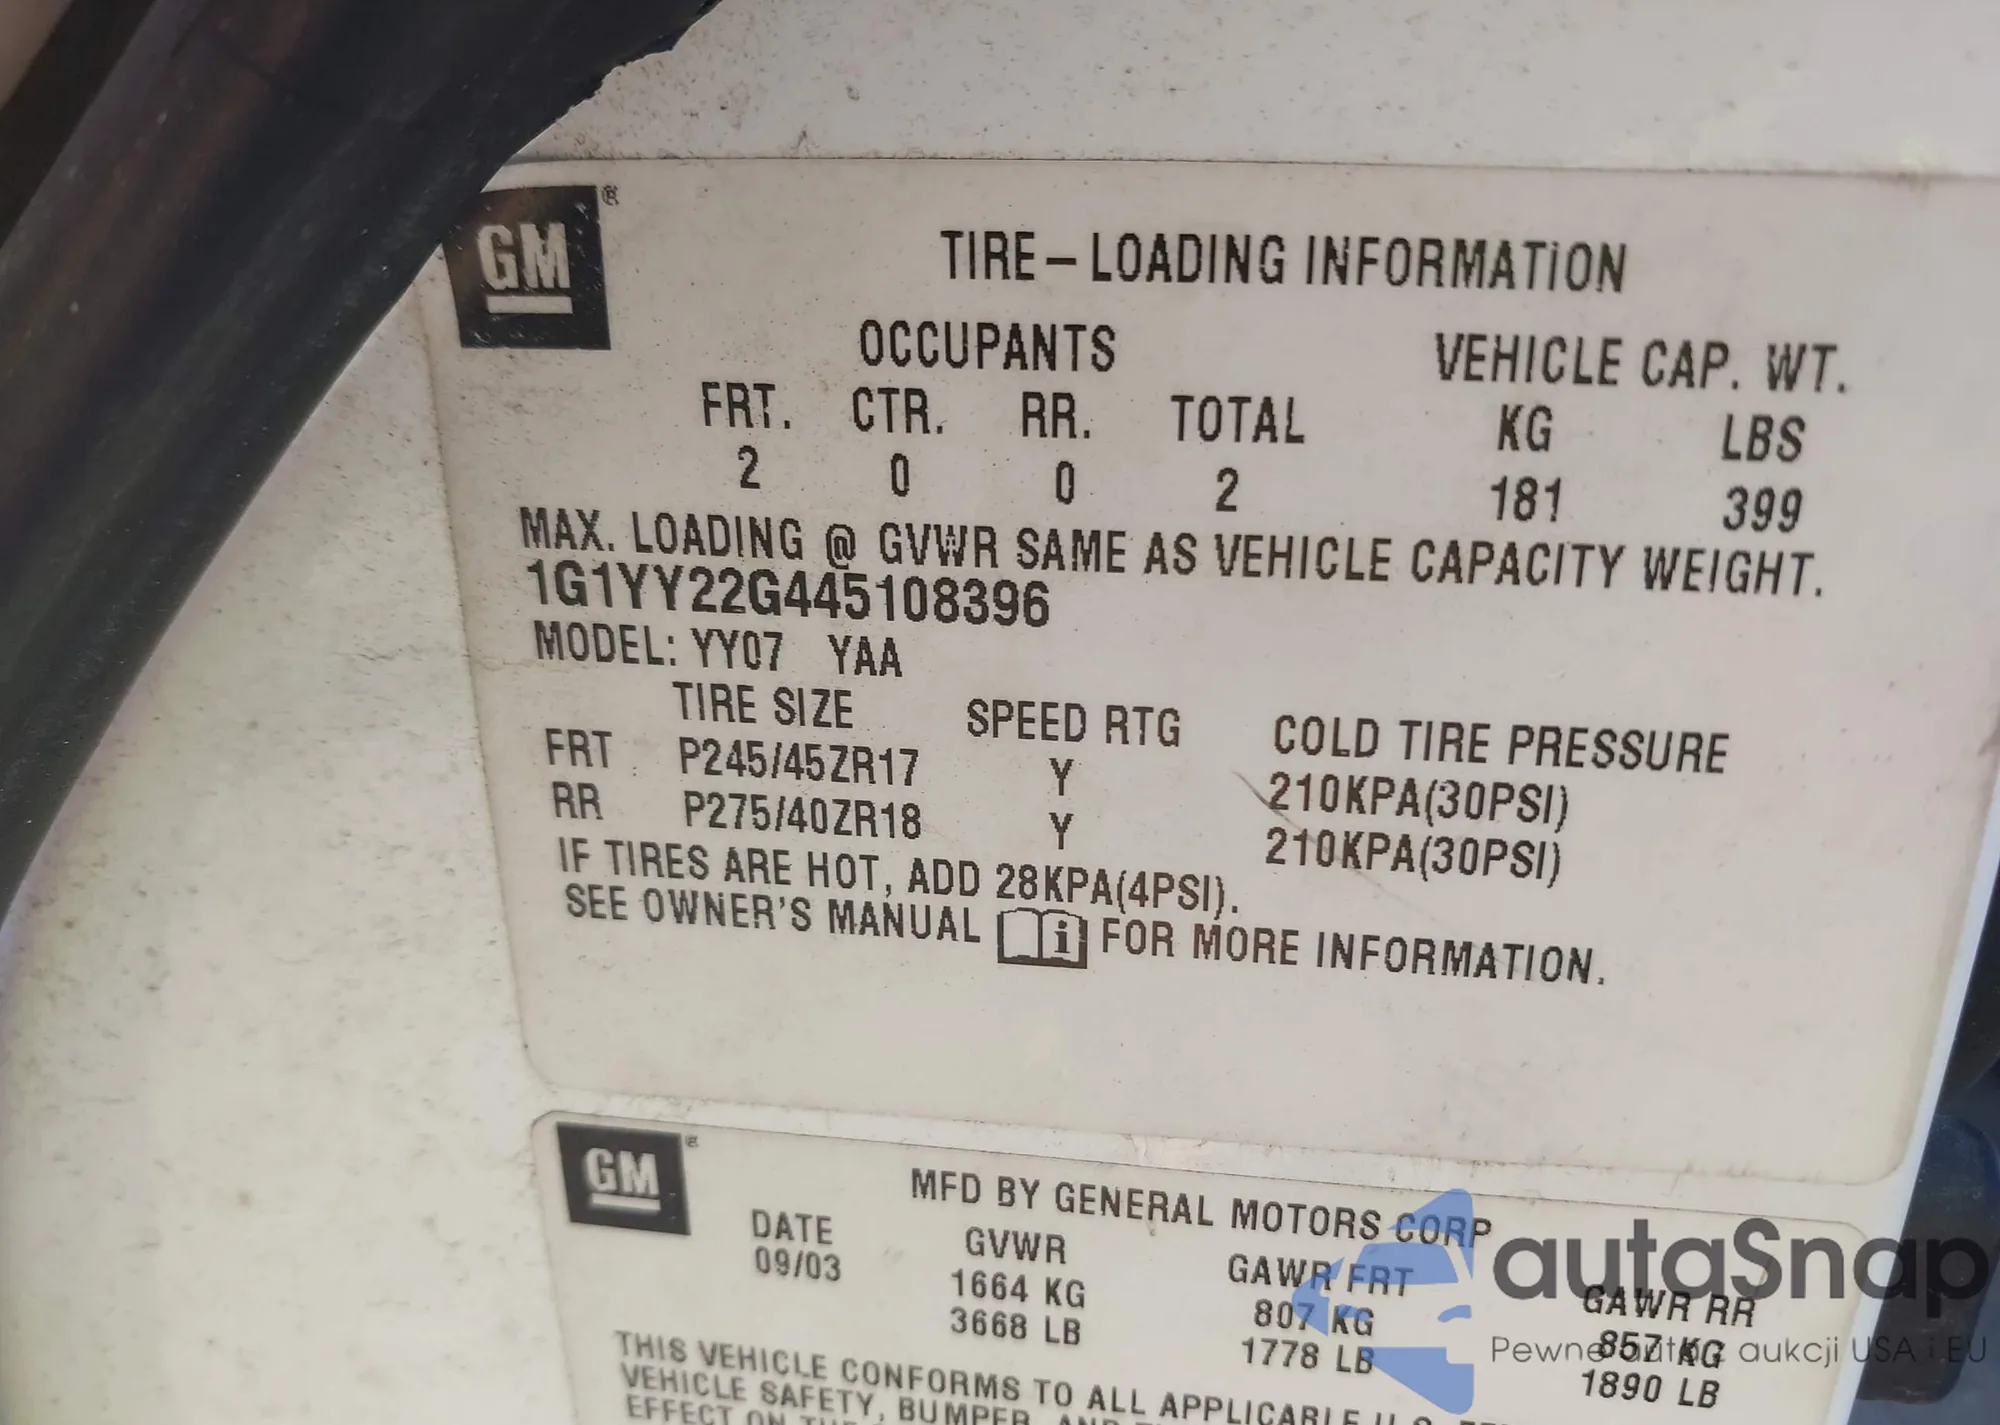 GM ®
TIRE – LOADING INFORMATION
OCCUPANTS VEHICLE CAP. WT.
FRT. CTR. RR. TOTAL KG LBS
2 0 0 2 181 399
MAX. LOADING @ GVWR SAME AS VEHICLE CAPACITY WEIGHT.
1G1YY22G445108396
MODEL: YY07 YAA
TIRE SIZE SPEED RTG COLD TIRE PRESSURE
FRT P245/45ZR17 Y 210KPA(30PSI)
RR P275/40ZR18 Y 210KPA(30PSI)
IF TIRES ARE HOT, ADD 28KPA(4PSI).
SEE OWNER'S MANUAL i FOR MORE INFORMATION.
GM ®
MFD BY GENERAL MOTORS CORP
DATE GVWR GAWR FRT GAWR RR
09/03 1664 KG 807 KG 857 KG
3668 LB 1778 LB 1890 LB
THIS VEHICLE CONFORMS TO ALL APPLICABLE U.S.
VEHICLE SAFETY, BUMPER, AND
EFFECT ON
autaSnap
Pewne auta z aukcji USA i EU